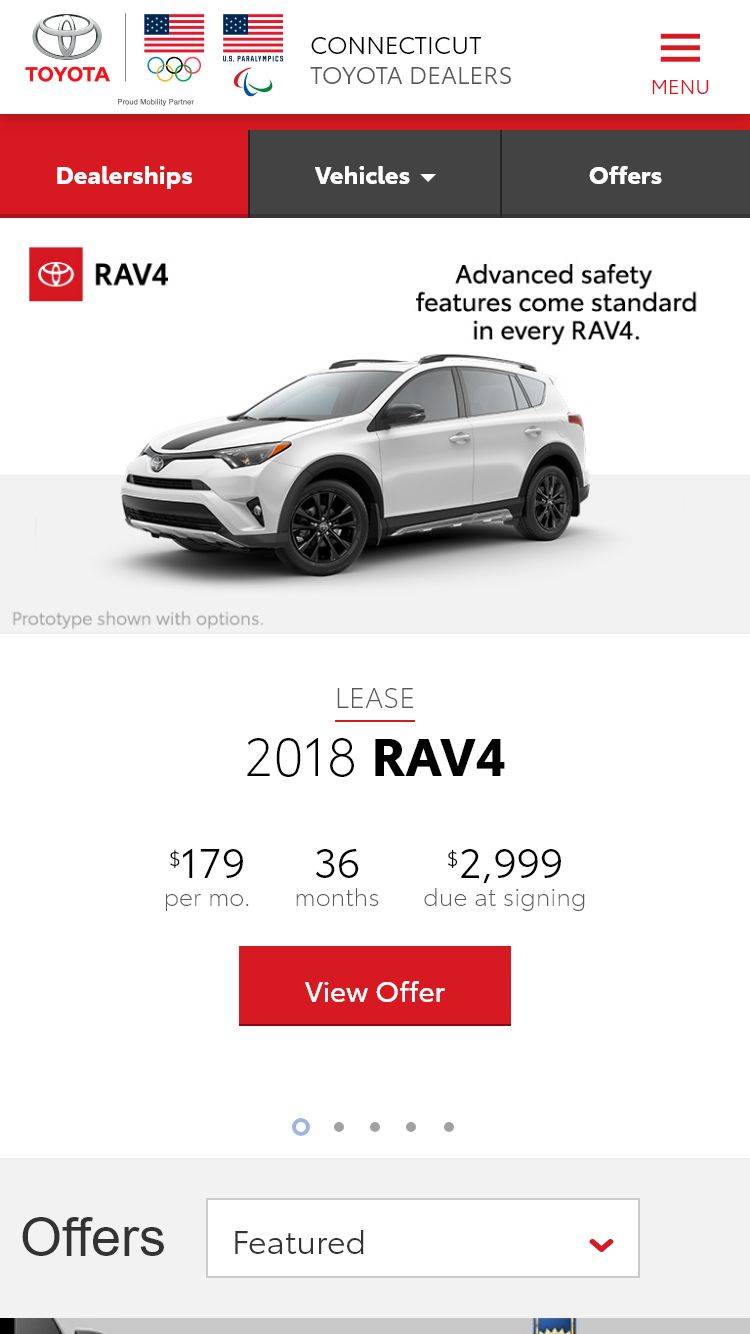 TOYOTA
U.S. PARALYMPICS
Proud Mobility Partner
CONNECTICUT
TOYOTA DEALERS
MENU
Dealerships
Vehicles
Offers
RAV4
Advanced safety
features come standard
in every RAV4.
Prototype shown with options.
LEASE
2018 RAV4
$179 36 $2,999
per mo. months due at signing
View Offer
Offers
Featured